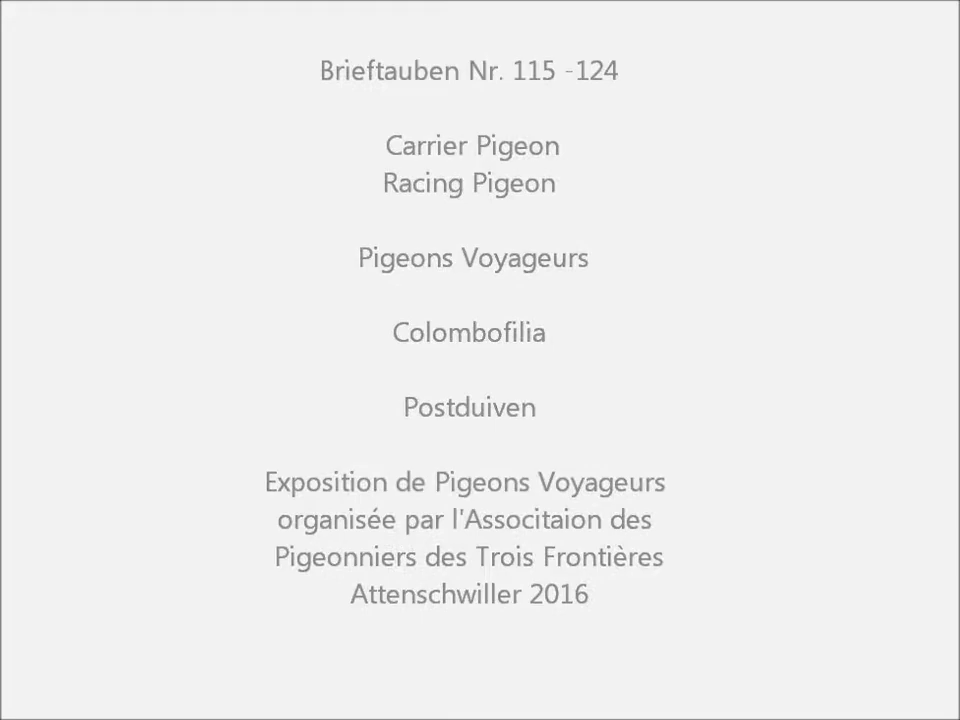 Brieftauben Nr. 115 -124
Carrier Pigeon
Racing Pigeon
Pigeons Voyageurs
Colombofilia
Postduiven
Exposition de Pigeons Voyageurs
organisée par l'Associtaion des
Pigeonniers des Trois Frontières
Attenschwiller 2016